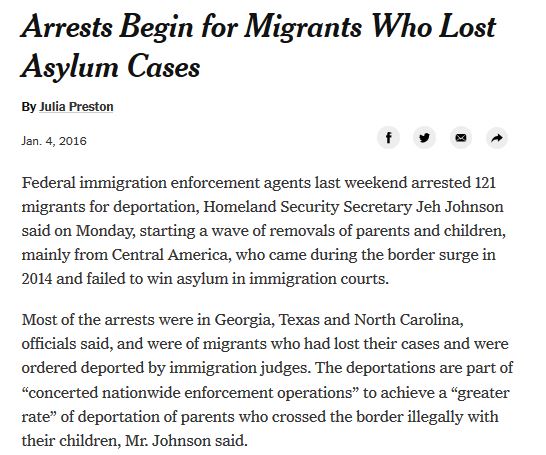 Arrests Begin for Migrants Who Lost
Asylum Cases
By Julia Preston
Jan. 4, 2016
Federal immigration enforcement agents last weekend arrested 121
migrants for deportation, Homeland Security Secretary Jeh Johnson
said on Monday, starting a wave of removals of parents and children,
mainly from Central America, who came during the border surge in
2014 and failed to win asylum in immigration courts.
Most of the arrests were in Georgia, Texas and North Carolina,
officials said, and were of migrants who had lost their cases and were
ordered deported by immigration judges. The deportations are part of
“concerted nationwide enforcement operations” to achieve a “greater
rate” of deportation of parents who crossed the border illegally with
their children, Mr. Johnson said.